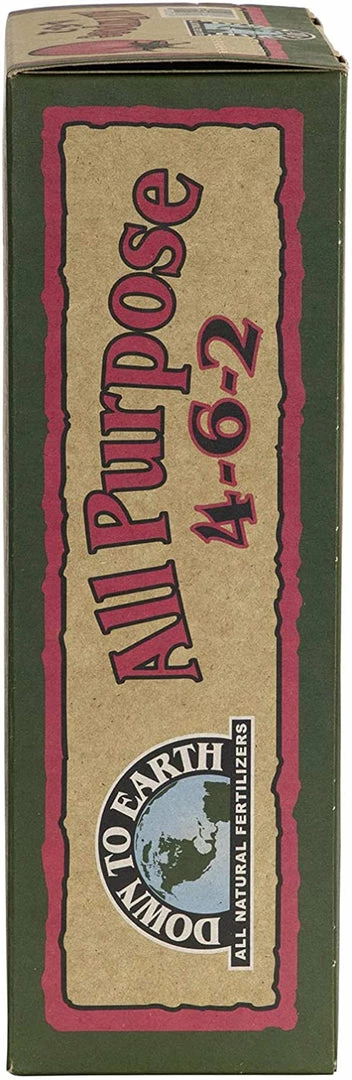 All Purpose
4-6-2
DOWN TO EARTH
ALL NATURAL FERTILIZERS